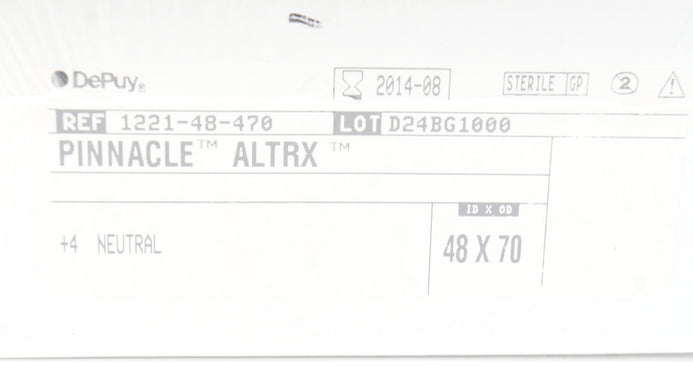 DePuy®
2014-08 STERILE GP 2
REF 1221-48-470 LOT D24BG1000
PINNACLE™ ALTRX™
ID X OD
+4 NEUTRAL 48 X 70